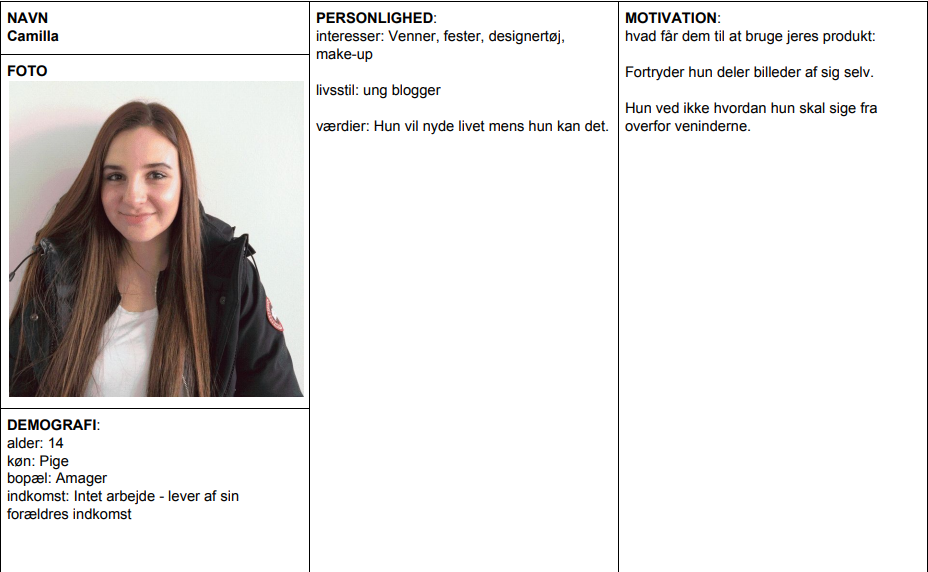 NAVN
Camilla
FOTO
DEMOGRAFI:
alder: 14
køn: Pige
bopæl: Amager
indkomst: Intet arbejde - lever af sin
forældres indkomst
PERSONLIGHED:
interesser: Venner, fester, designertøj,
make-up
livsstil: ung blogger
værdier: Hun vil nyde livet mens hun kan det.
MOTIVATION:
hvad får dem til at bruge jeres produkt:
Fortryder hun deler billeder af sig selv.
Hun ved ikke hvordan hun skal sige fra
overfor veninderne.